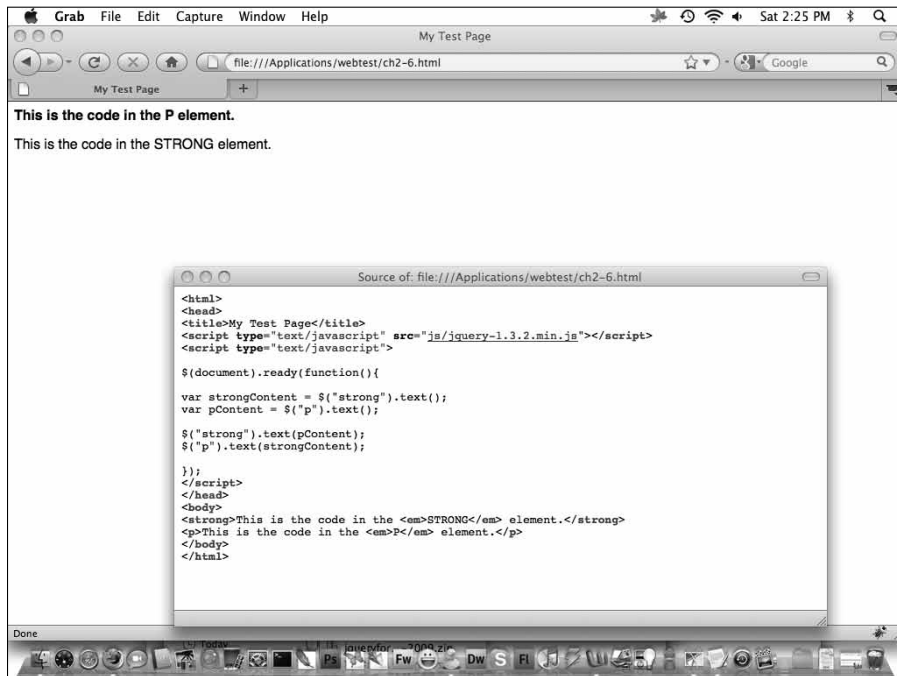 Grab File Edit Capture Window Help Sat 2:25 PM
My Test Page
file:///Applications/webtest/ch2-6.html Google
My Test Page +
This is the code in the P element.
This is the code in the STRONG element.
Source of: file:///Applications/webtest/ch2-6.html
<html>
<head>
<title>My Test Page</title>
<script type="text/javascript" src="js/jquery-1.3.2.min.js"></script>
<script type="text/javascript">
$(document).ready(function(){
var strongContent = $("strong").text();
var pContent = $("p").text();
$("strong").text(pContent);
$("p").text(strongContent);
});
</script>
</head>
<body>
<strong>This is the code in the <em>STRONG</em> element.</strong>
<p>This is the code in the <em>P</em> element.</p>
</body>
</html>
Done
Today
Ps Fw Dw S Fl